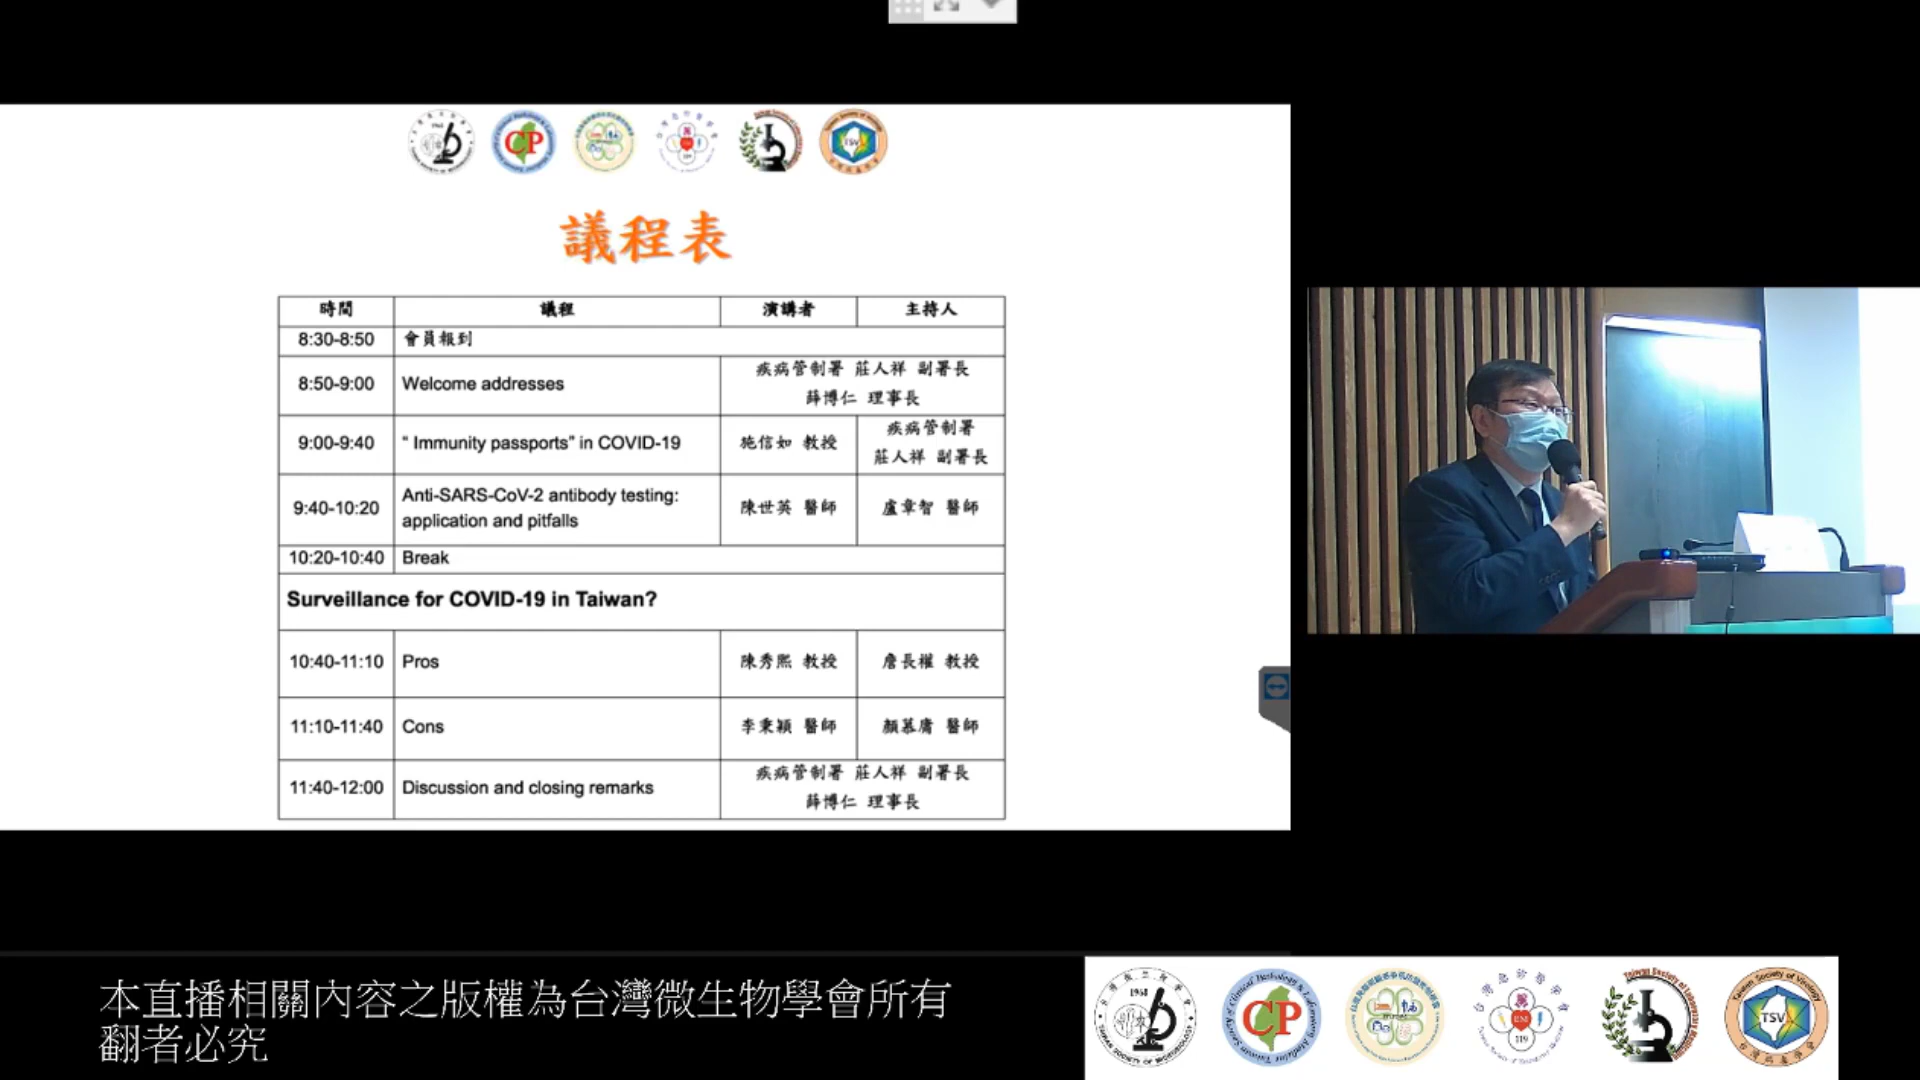 議程表
時間 議程 演講者 主持人
8:30-8:50 會員報到
8:50-9:00 Welcome addresses 疾病管制署 莊人祥 副署長
薛博仁 理事長
9:00-9:40 “ Immunity passports” in COVID-19 施信如 教授 疾病管制署
莊人祥 副署長
9:40-10:20 Anti-SARS-CoV-2 antibody testing:
application and pitfalls 陳世英 醫師 盧章智 醫師
10:20-10:40 Break
Surveillance for COVID-19 in Taiwan?
10:40-11:10 Pros 陳秀熙 教授 詹長權 教授
11:10-11:40 Cons 李秉穎 醫師 顏慕庸 醫師
11:40-12:00 Discussion and closing remarks 疾病管制署 莊人祥 副署長
薛博仁 理事長
本直播相關內容之版權為台灣微生物學會所有
翻者必究
1961
CP
EM
119
Taiwan Society of Virology
TSV